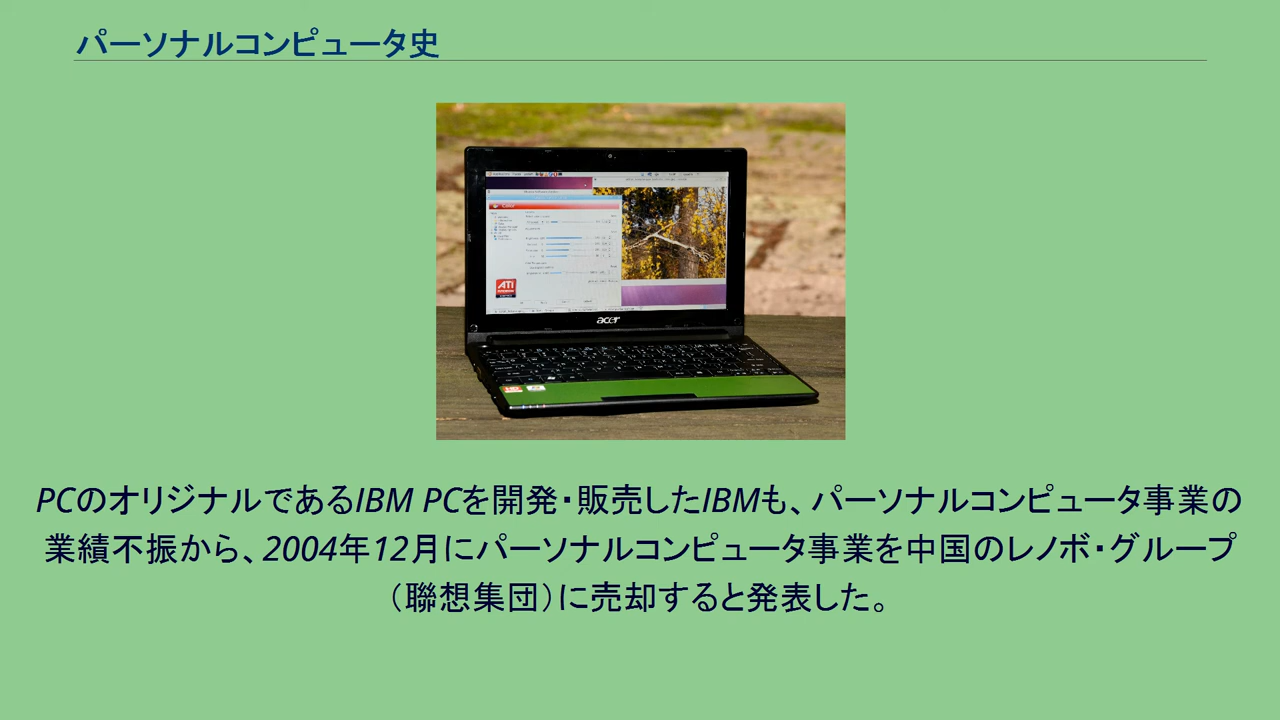 パーソナルコンピュータ史
ATI
acer
PCのオリジナルであるIBM PCを開発・販売したIBMも、パーソナルコンピュータ事業の
業績不振から、2004年12月にパーソナルコンピュータ事業を中国のレノボ・グループ
（聯想集団）に売却すると発表した。